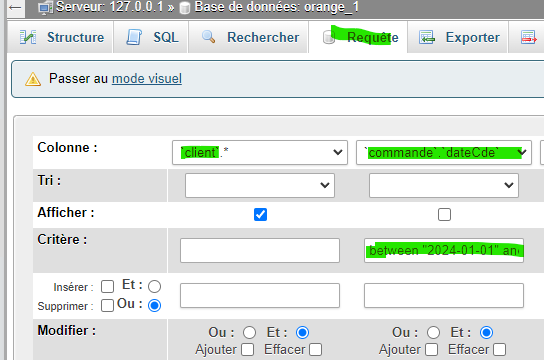 ← Serveur: 127.0.0.1 » Base de données: orange_1
Structure SQL Rechercher Requête Exporter
Passer au mode visuel
Colonne : `client`.* `commande`.`dateCde`
Tri :
Afficher :
Critère : between "2024-01-01" an
Insérer : Et :
Supprimer : Ou :
Modifier : Ou : Et : Ou : Et :
Ajouter Effacer Ajouter Effacer